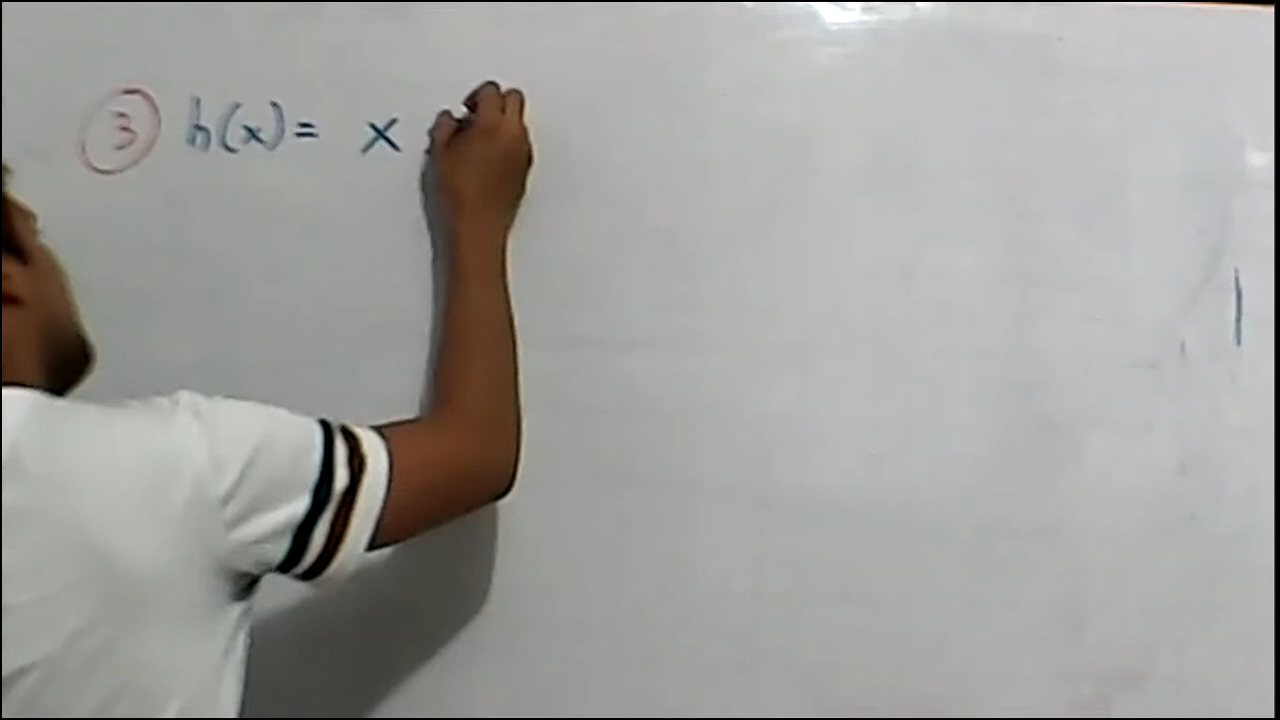 ③ h(x) = x